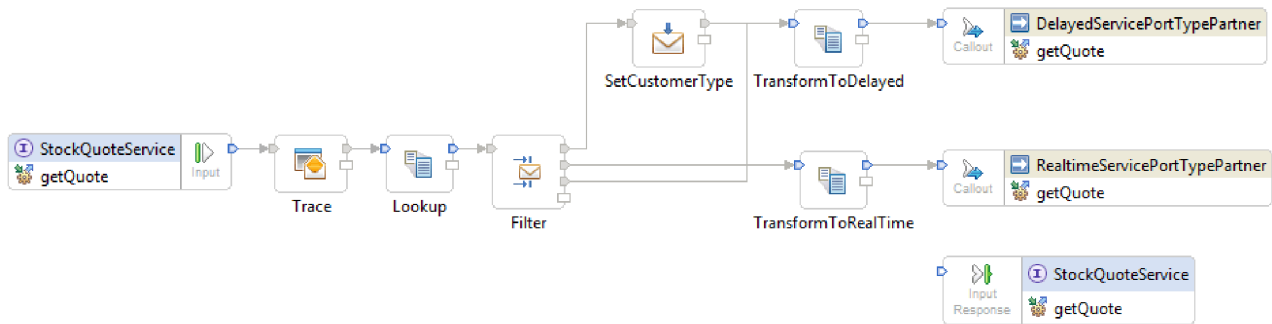 SetCustomerType
TransformToDelayed
Callout
DelayedServicePortTypePartner
getQuote
StockQuoteService
getQuote
Input
Trace
Lookup
Filter
TransformToRealTime
Callout
RealtimeServicePortTypePartner
getQuote
Input
Response
StockQuoteService
getQuote